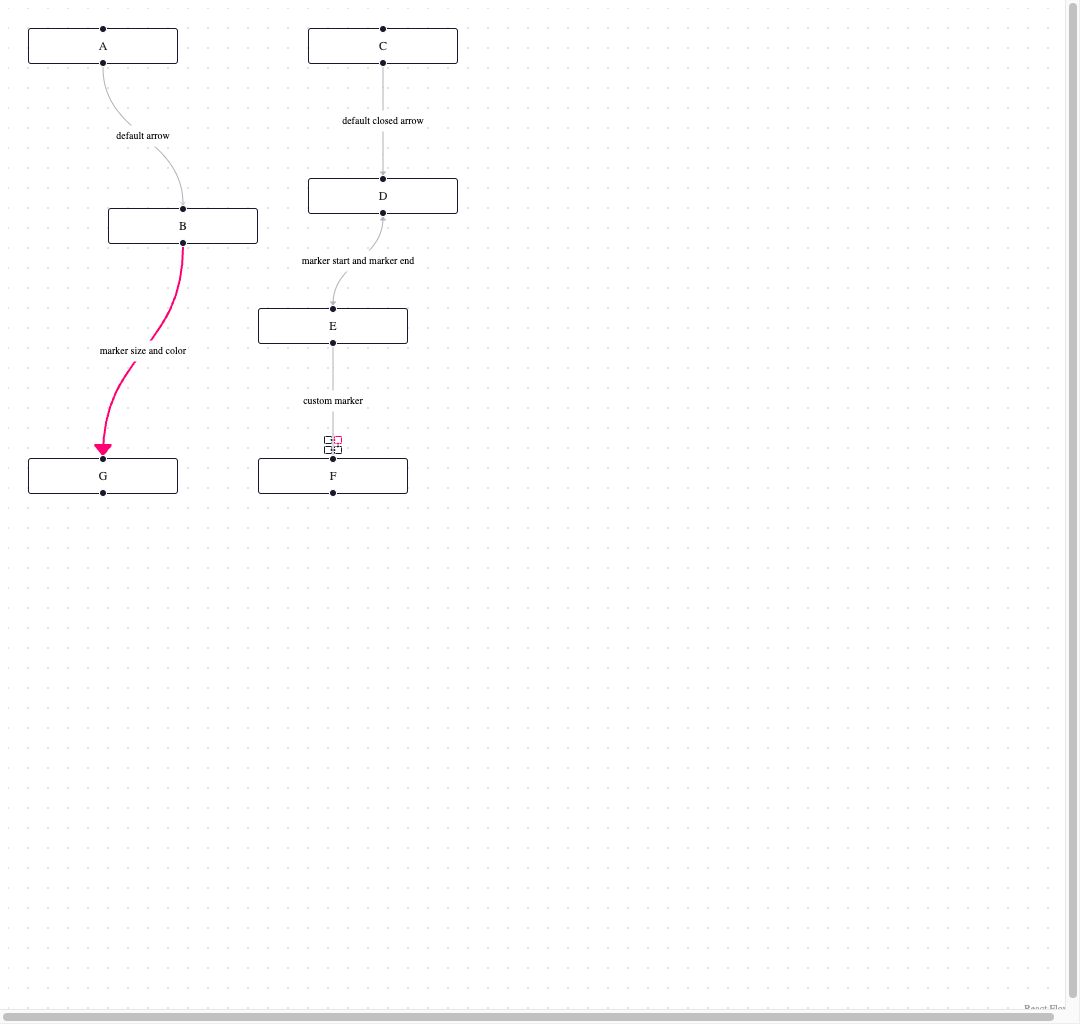 A
C
default closed arrow
default arrow
D
B
marker start and marker end
E
marker size and color
custom marker
G
F
React Flow